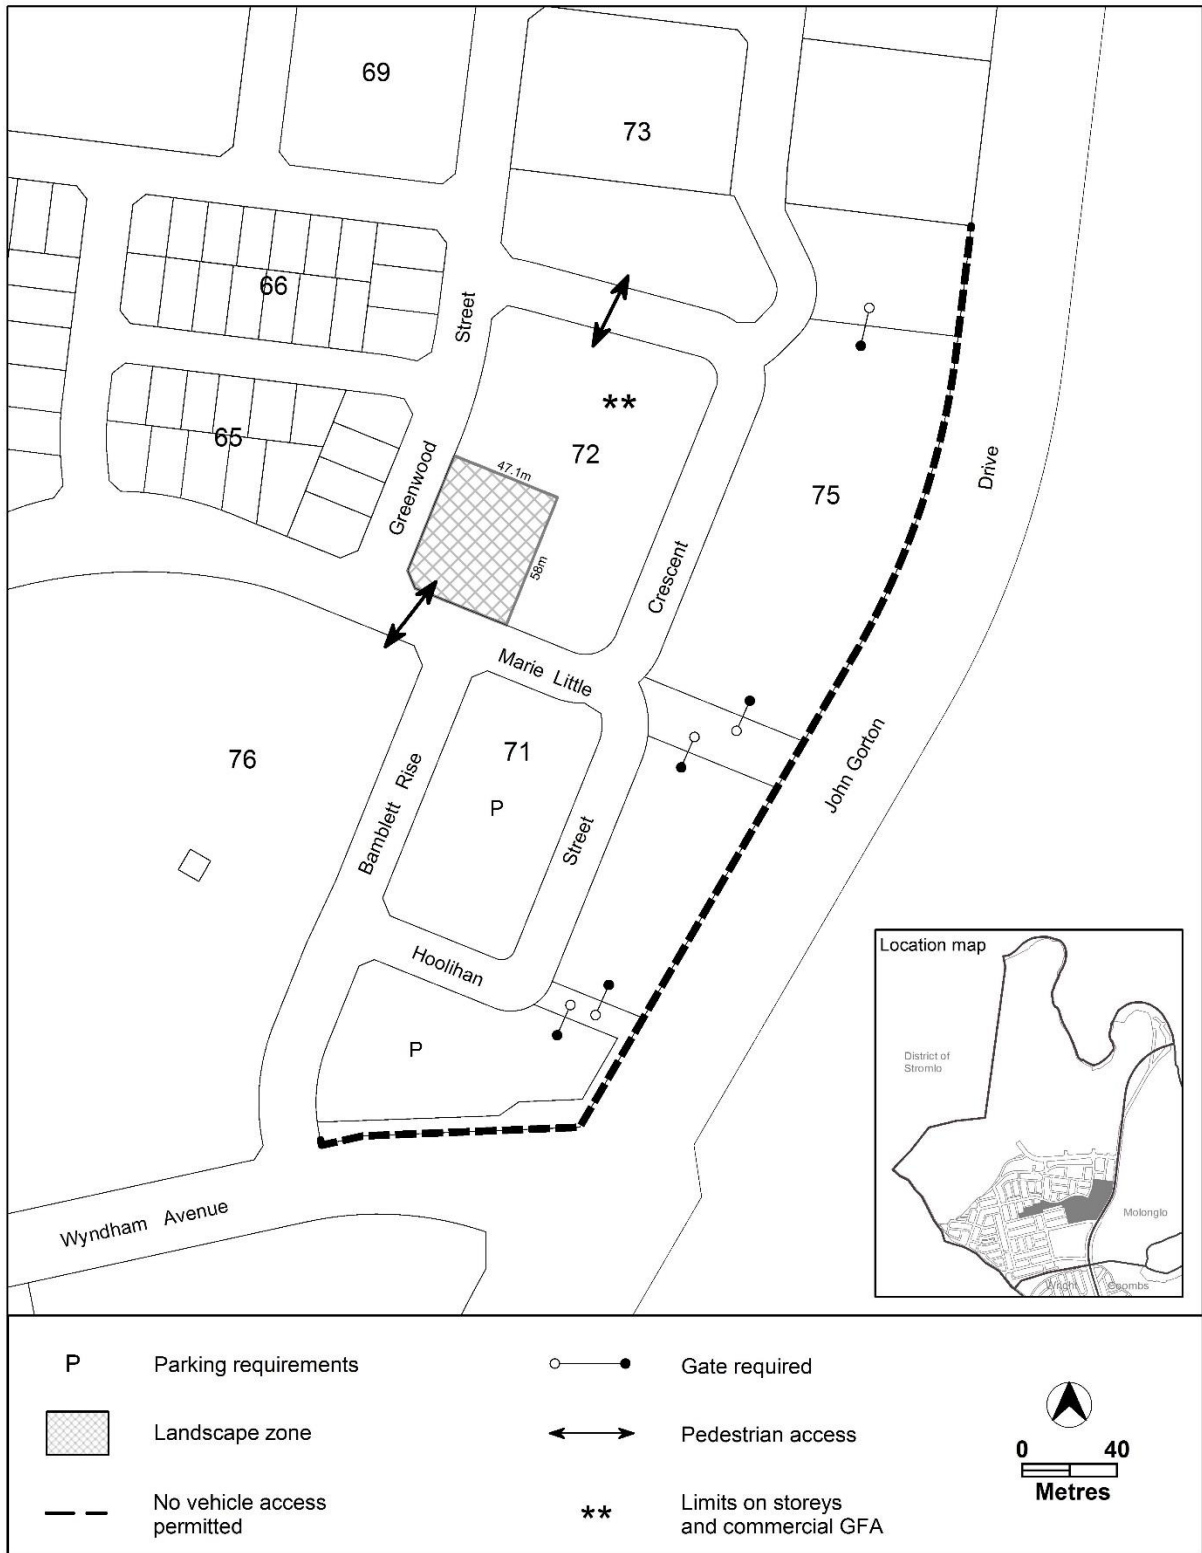 69
73
66
Street
**
65
72
47.1m
Greenwood
75
Drive
58m
Crescent
Marie Little
76
71
John Gorton
P
Bamblett Rise
Street
Hoolihan
P
Wyndham Avenue
Location map
District of
Stromlo
Molonglo
Wright
Coombs
P Parking requirements
Gate required
Landscape zone
Pedestrian access
0 40
Metres
No vehicle access
permitted
** Limits on storeys
and commercial GFA